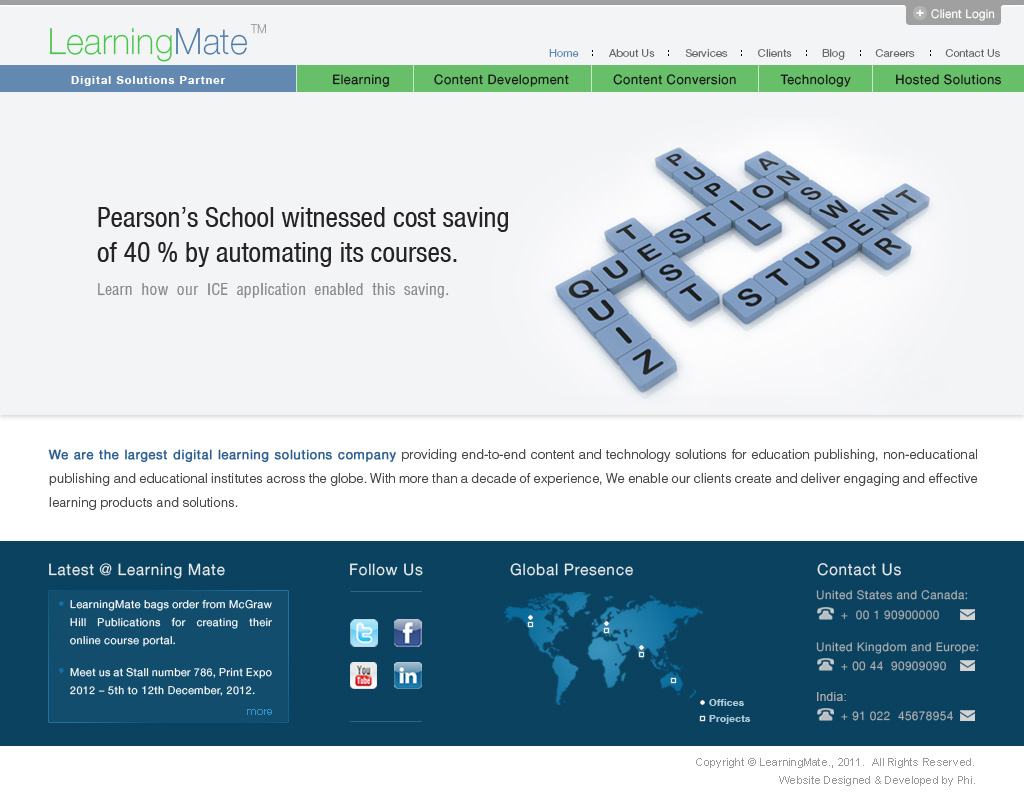 Client Login
LearningMate™
Home About Us Services Clients Blog Careers Contact Us
Digital Solutions Partner
Elearning Content Development Content Conversion Technology Hosted Solutions
Pearson's School witnessed cost saving
of 40 % by automating its courses.
Learn how our ICE application enabled this saving.
PUPIL
QUESTION
TEST
QUIZ
ANSWER
STUDENT
We are the largest digital learning solutions company providing end-to-end content and technology solutions for education publishing, non-educational
publishing and educational institutes across the globe. With more than a decade of experience, We enable our clients create and deliver engaging and effective
learning products and solutions.
Latest @ Learning Mate
LearningMate bags order from McGraw
Hill Publications for creating their
online course portal.
Meet us at Stall number 786, Print Expo
2012 – 5th to 12th December, 2012.
more
Follow Us
You
Tube
Global Presence
Offices
Projects
Contact Us
United States and Canada:
+ 00 1 90900000
United Kingdom and Europe:
+ 00 44 90909090
India:
+ 91 022 45678954
Copyright © LearningMate., 2011. All Rights Reserved.
Website Designed & Developed by Phi.